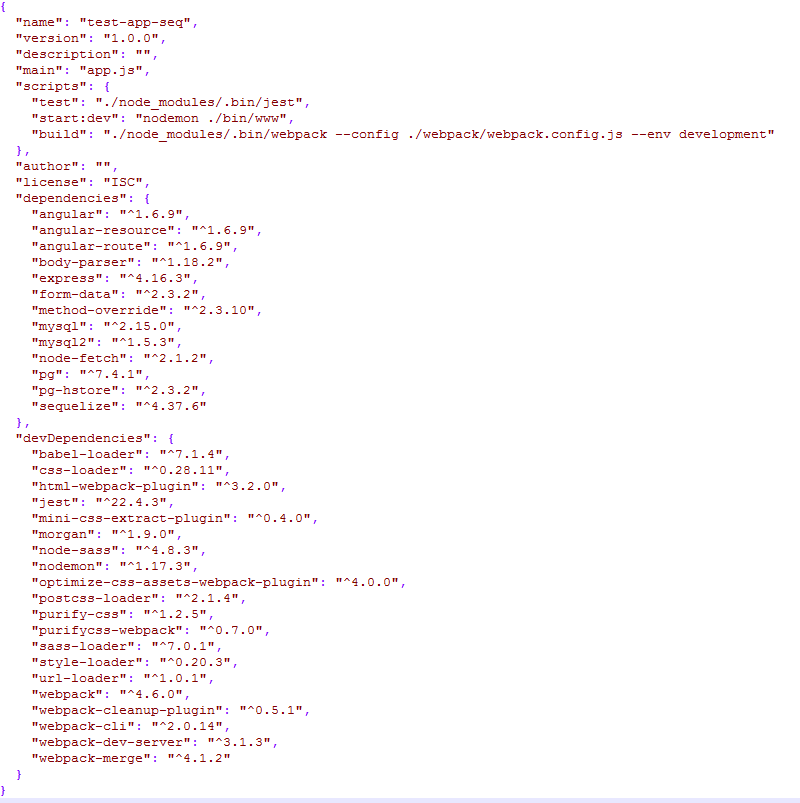 {
  "name": "test-app-seq",
  "version": "1.0.0",
  "description": "",
  "main": "app.js",
  "scripts": {
    "test": "./node_modules/.bin/jest",
    "start:dev": "nodemon ./bin/www",
    "build": "./node_modules/.bin/webpack --config ./webpack/webpack.config.js --env development"
  },
  "author": "",
  "license": "ISC",
  "dependencies": {
    "angular": "^1.6.9",
    "angular-resource": "^1.6.9",
    "angular-route": "^1.6.9",
    "body-parser": "^1.18.2",
    "express": "^4.16.3",
    "form-data": "^2.3.2",
    "method-override": "^2.3.10",
    "mysql": "^2.15.0",
    "mysql2": "^1.5.3",
    "node-fetch": "^2.1.2",
    "pg": "^7.4.1",
    "pg-hstore": "^2.3.2",
    "sequelize": "^4.37.6"
  },
  "devDependencies": {
    "babel-loader": "^7.1.4",
    "css-loader": "^0.28.11",
    "html-webpack-plugin": "^3.2.0",
    "jest": "^22.4.3",
    "mini-css-extract-plugin": "^0.4.0",
    "morgan": "^1.9.0",
    "node-sass": "^4.8.3",
    "nodemon": "^1.17.3",
    "optimize-css-assets-webpack-plugin": "^4.0.0",
    "postcss-loader": "^2.1.4",
    "purify-css": "^1.2.5",
    "purifycss-webpack": "^0.7.0",
    "sass-loader": "^7.0.1",
    "style-loader": "^0.20.3",
    "url-loader": "^1.0.1",
    "webpack": "^4.6.0",
    "webpack-cleanup-plugin": "^0.5.1",
    "webpack-cli": "^2.0.14",
    "webpack-dev-server": "^3.1.3",
    "webpack-merge": "^4.1.2"
  }
}